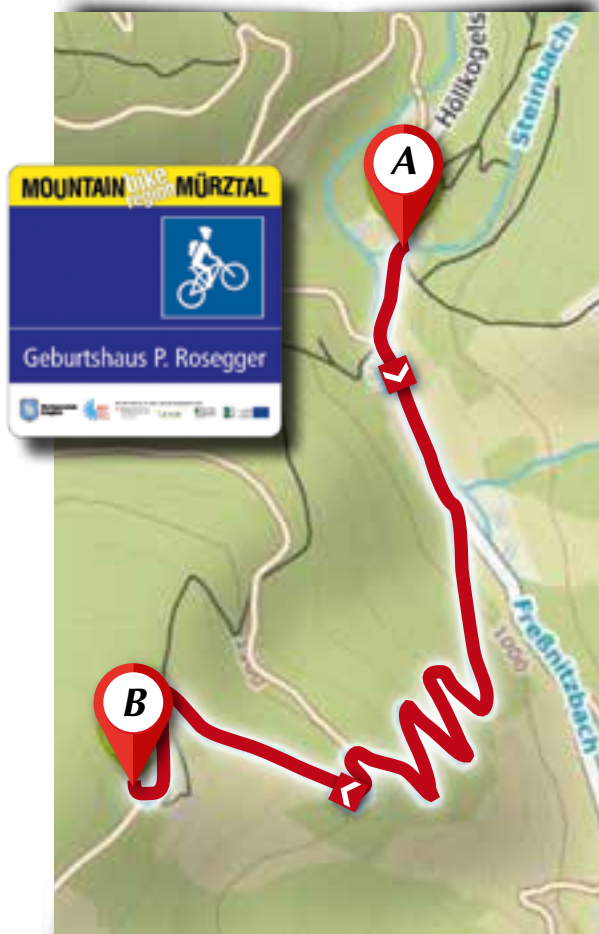 Höllkogels
Steinbach
A
MOUNTAIN bike region MÜRZTAL
Geburtshaus P. Rosegger
1000
Freßnitzbach
B